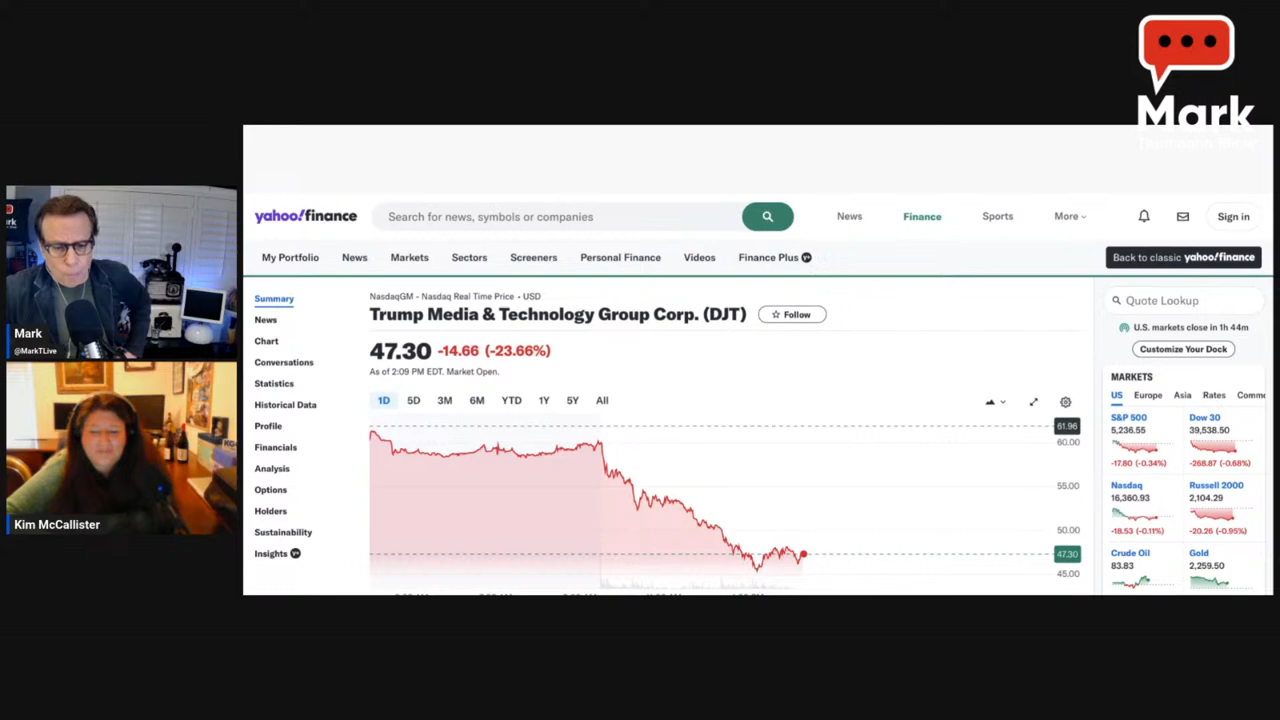 Mark
yahoo!finance
Search for news, symbols or companies
News
Finance
Sports
More
Sign in
My Portfolio
News
Markets
Sectors
Screeners
Personal Finance
Videos
Finance Plus
Back to classic yahoo!finance
Summary
News
Chart
Conversations
Statistics
Historical Data
Profile
Financials
Analysis
Options
Holders
Sustainability
Insights
NasdaqGM - Nasdaq Real Time Price • USD
Trump Media & Technology Group Corp. (DJT)
Follow
47.30 -14.66 (-23.66%)
As of 2:09 PM EDT. Market Open.
1D 5D 3M 6M YTD 1Y 5Y All
61.96
60.00
55.00
50.00
47.30
45.00
Quote Lookup
U.S. markets close in 1h 44m
Customize Your Dock
MARKETS
US Europe Asia Rates Comm
S&P 500
5,236.55
-17.80 (-0.34%)
Dow 30
39,538.50
-268.87 (-0.68%)
Nasdaq
16,360.93
-18.53 (-0.11%)
Russell 2000
2,104.29
-20.26 (-0.95%)
Crude Oil
83.83
Gold
2,259.50
Mark
@MarkTLive
Kim McCallister